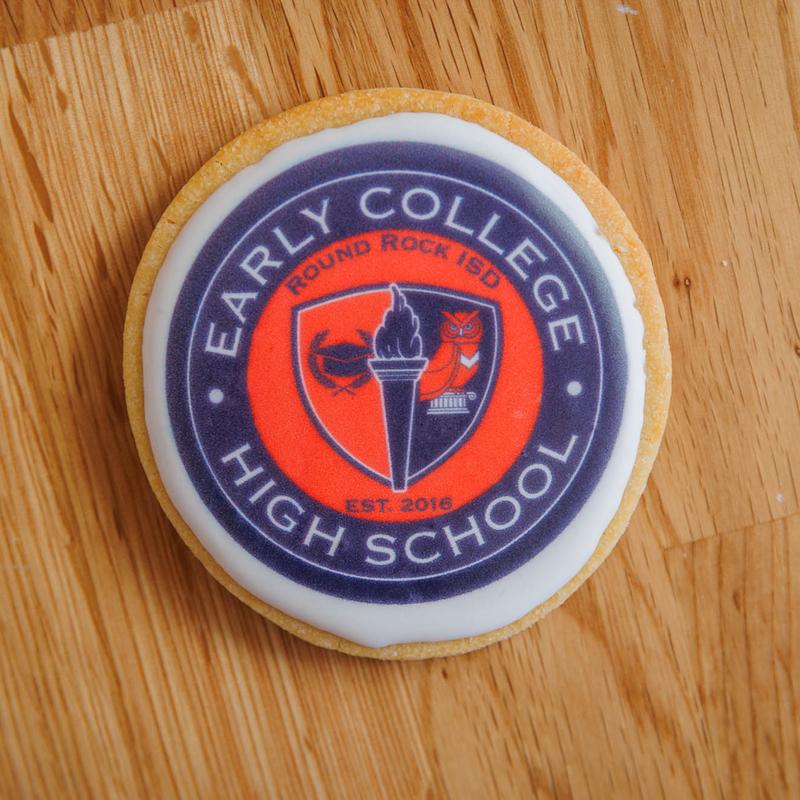 EARLY COLLEGE
ROUND ROCK ISD
EST. 2016
HIGH SCHOOL